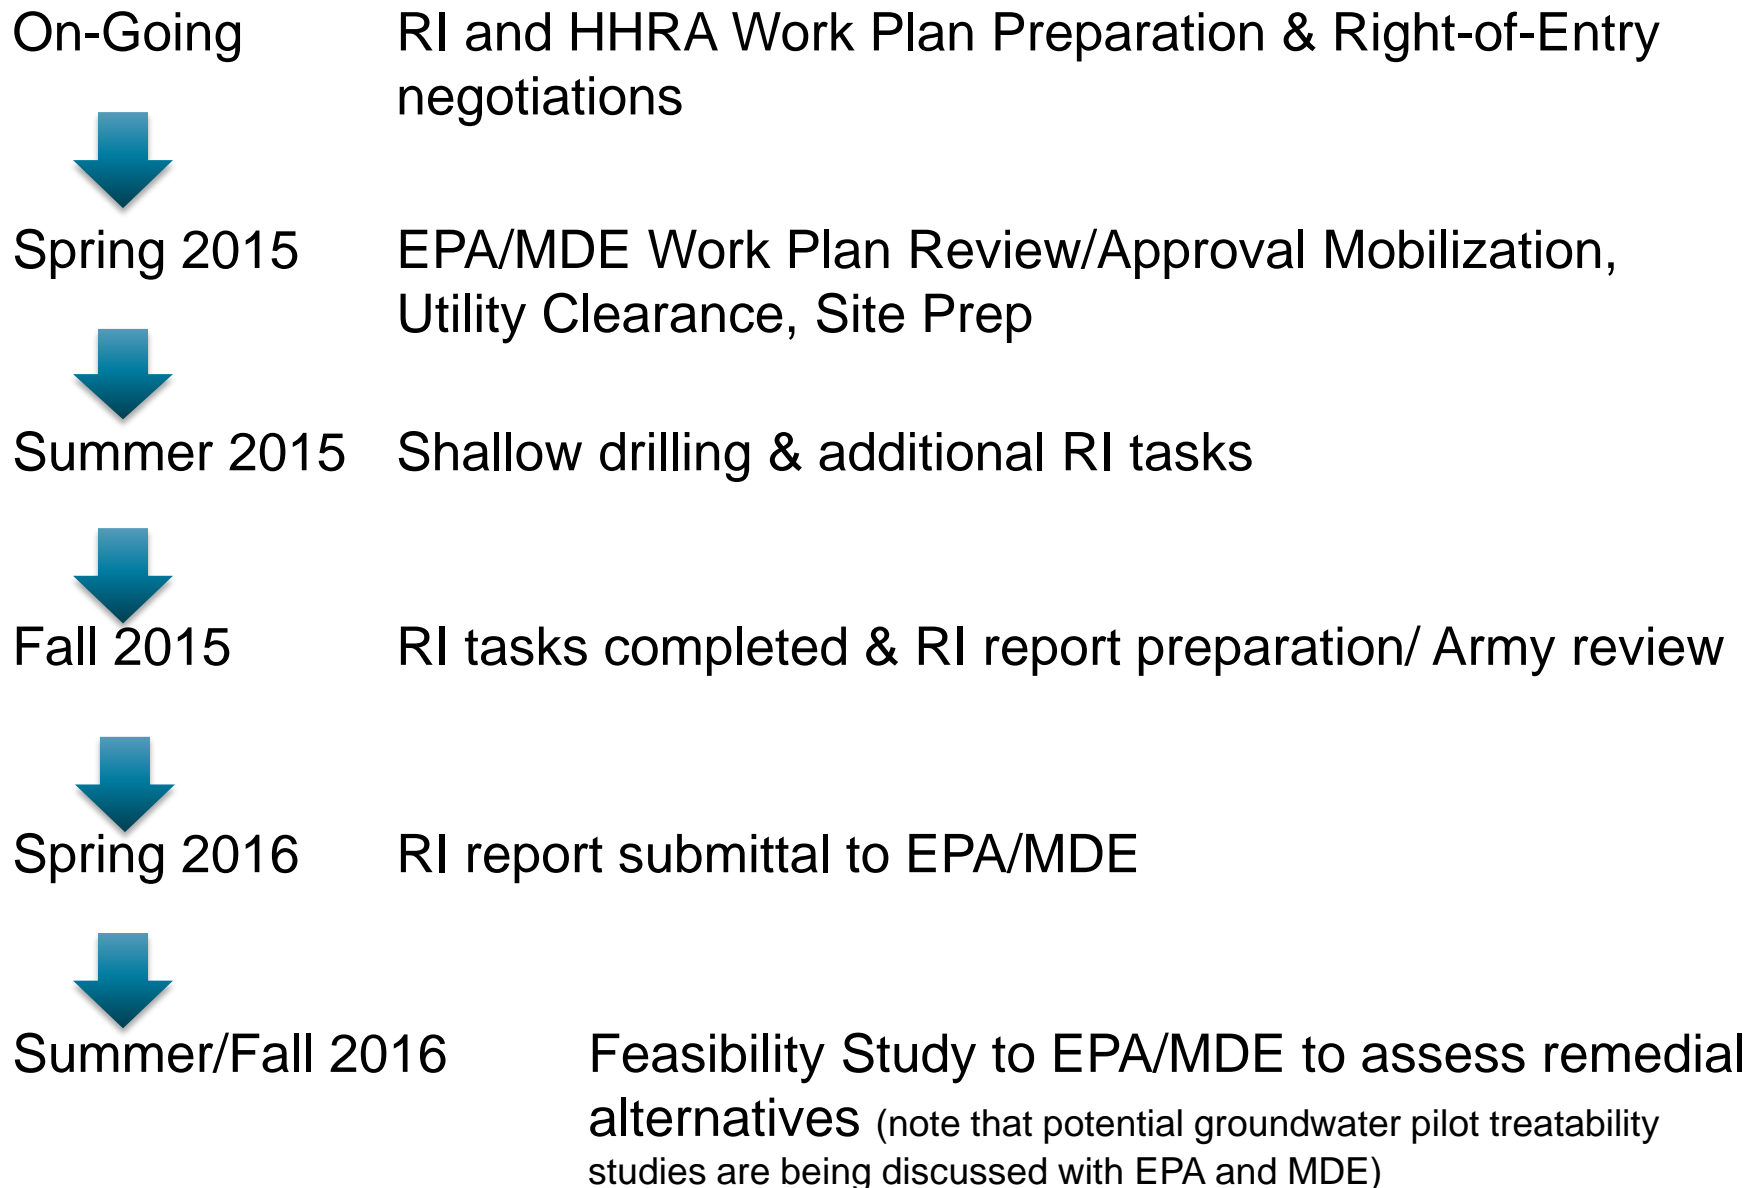 On-Going RI and HHRA Work Plan Preparation & Right-of-Entry
negotiations
Spring 2015 EPA/MDE Work Plan Review/Approval Mobilization,
Utility Clearance, Site Prep
Summer 2015 Shallow drilling & additional RI tasks
Fall 2015 RI tasks completed & RI report preparation/ Army review
Spring 2016 RI report submittal to EPA/MDE
Summer/Fall 2016 Feasibility Study to EPA/MDE to assess remedial
alternatives (note that potential groundwater pilot treatability
studies are being discussed with EPA and MDE)